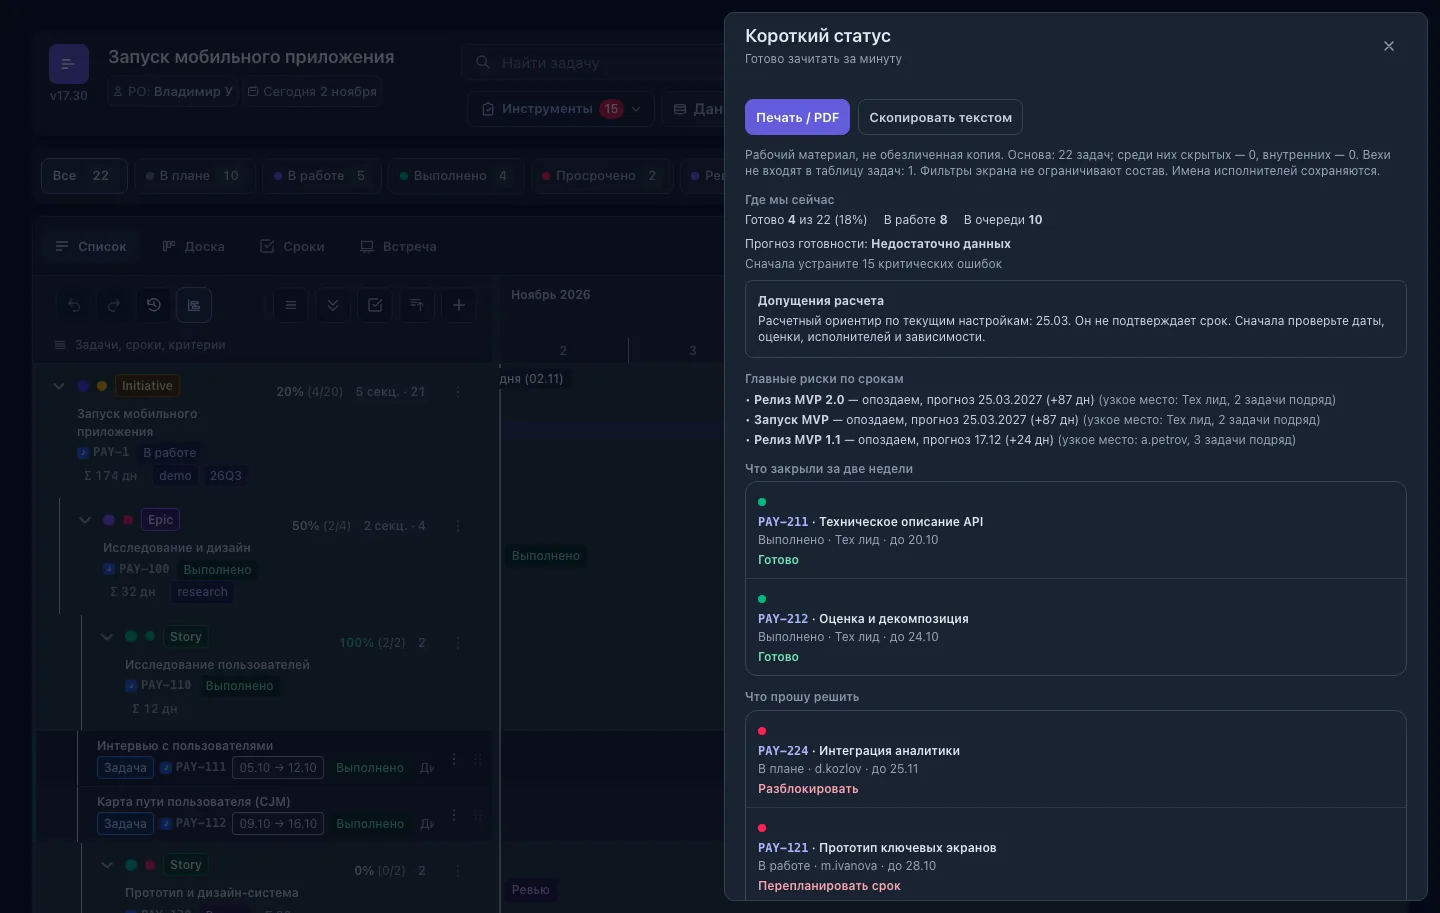 Запуск мобильного приложения
v17.30
РО: Владимир У
Сегодня 2 ноября
Найти задачу
Инструменты 15
Дан
Все 22
В плане 10
В работе 5
Выполнено 4
Просрочено 2
Рев
Список
Доска
Сроки
Встреча
Ноябрь 2026
Задачи, сроки, критерии
2
3
дня (02.11)
Initiative
20% (4/20) 5 секц. · 21
Запуск мобильного
приложения
PAY-1 В работе
Σ 174 дн demo 26Q3
Epic
50% (2/4) 2 секц. · 4
Исследование и дизайн
PAY-100 Выполнено
Σ 32 дн research
Выполнено
Story
100% (2/2) 2
Исследование пользователей
PAY-110 Выполнено
Σ 12 дн
Интервью с пользователями
Задача PAY-111 05.10 → 12.10 Выполнено
Карта пути пользователя (CJM)
Задача PAY-112 09.10 → 16.10 Выполнено
Story
0% (0/2) 2
Прототип и дизайн-система
Ревью
Короткий статус
Готово зачитать за минуту
Печать / PDF
Скопировать текстом
Рабочий материал, не обезличенная копия. Основа: 22 задач; среди них скрытых — 0, внутренних — 0. Вехи
не входят в таблицу задач: 1. Фильтры экрана не ограничивают состав. Имена исполнителей сохраняются.
Где мы сейчас
Готово 4 из 22 (18%) В работе 8 В очереди 10
Прогноз готовности: Недостаточно данных
Сначала устраните 15 критических ошибок
Допущения расчета
Расчетный ориентир по текущим настройкам: 25.03. Он не подтверждает срок. Сначала проверьте даты,
оценки, исполнителей и зависимости.
Главные риски по срокам
• Релиз MVP 2.0 — опоздаем, прогноз 25.03.2027 (+87 дн) (узкое место: Тех лид, 2 задачи подряд)
• Запуск MVP — опоздаем, прогноз 25.03.2027 (+87 дн) (узкое место: Тех лид, 2 задачи подряд)
• Релиз MVP 1.1 — опоздаем, прогноз 17.12 (+24 дн) (узкое место: a.petrov, 3 задачи подряд)
Что закрыли за две недели
PAY-211 · Техническое описание API
Выполнено · Тех лид · до 20.10
Готово
PAY-212 · Оценка и декомпозиция
Выполнено · Тех лид · до 24.10
Готово
Что прошу решить
PAY-224 · Интеграция аналитики
В плане · d.kozlov · до 25.11
Разблокировать
PAY-121 · Прототип ключевых экранов
В работе · m.ivanova · до 28.10
Перепланировать срок